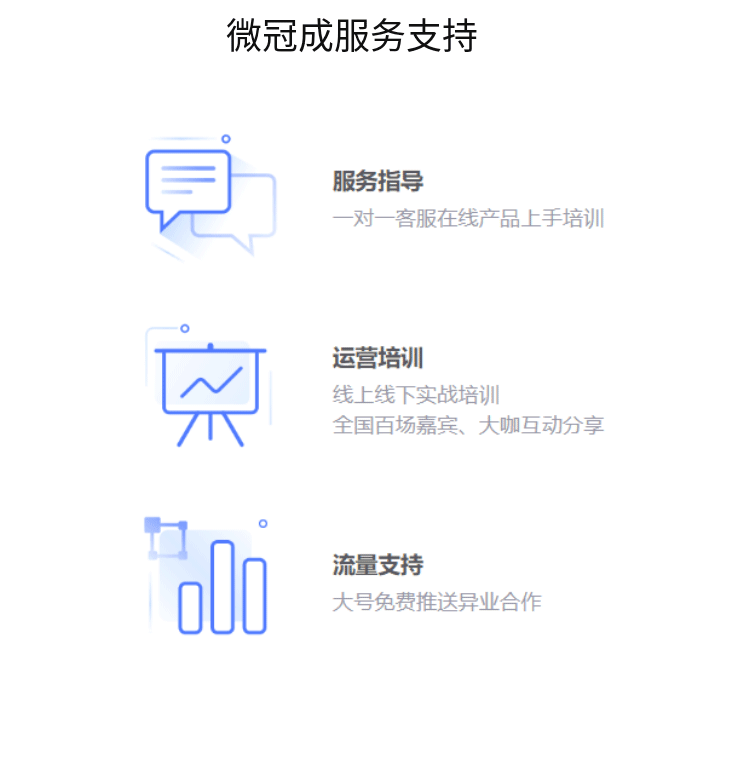 微冠成服务支持
服务指导
一对一客服在线产品上手培训
运营培训
线上线下实战培训
全国百场嘉宾、大咖互动分享
流量支持
大号免费推送异业合作